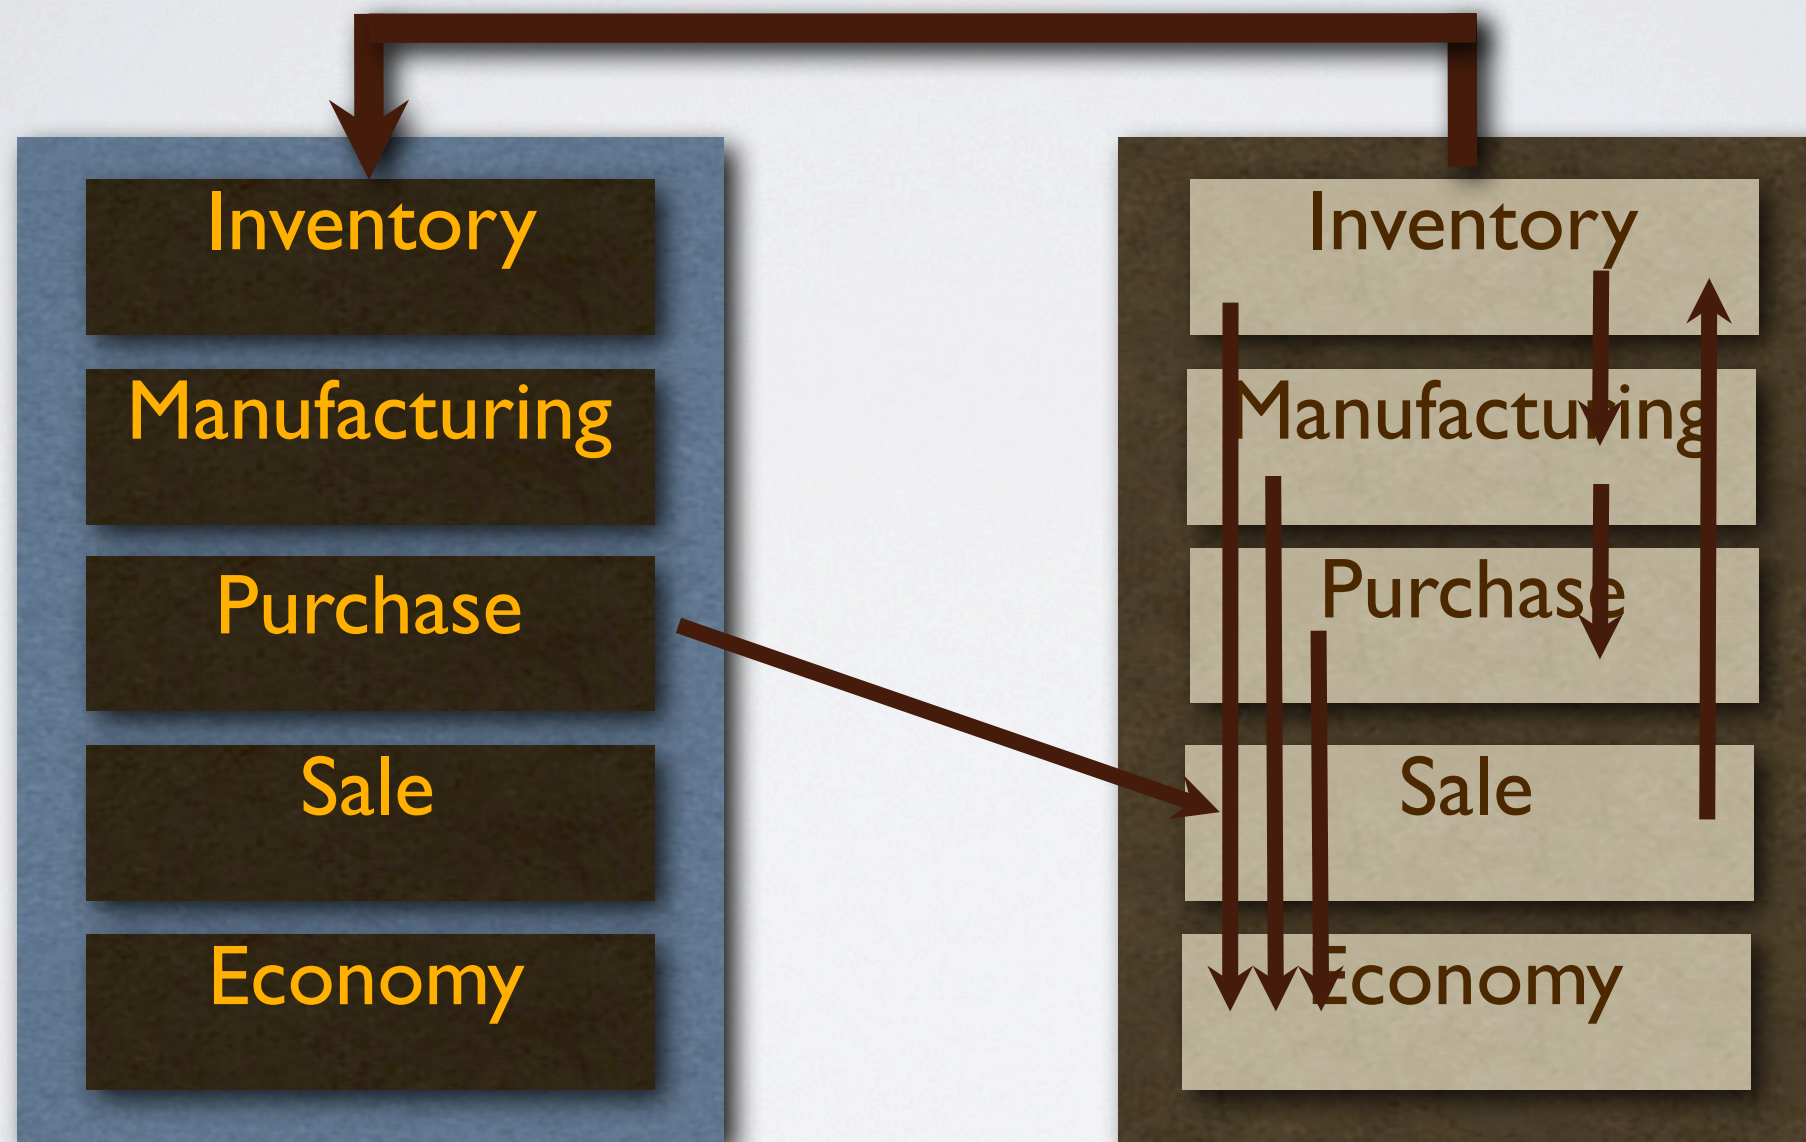 Inventory
Manufacturing
Purchase
Sale
Economy
Inventory
Manufacturing
Purchase
Sale
Economy